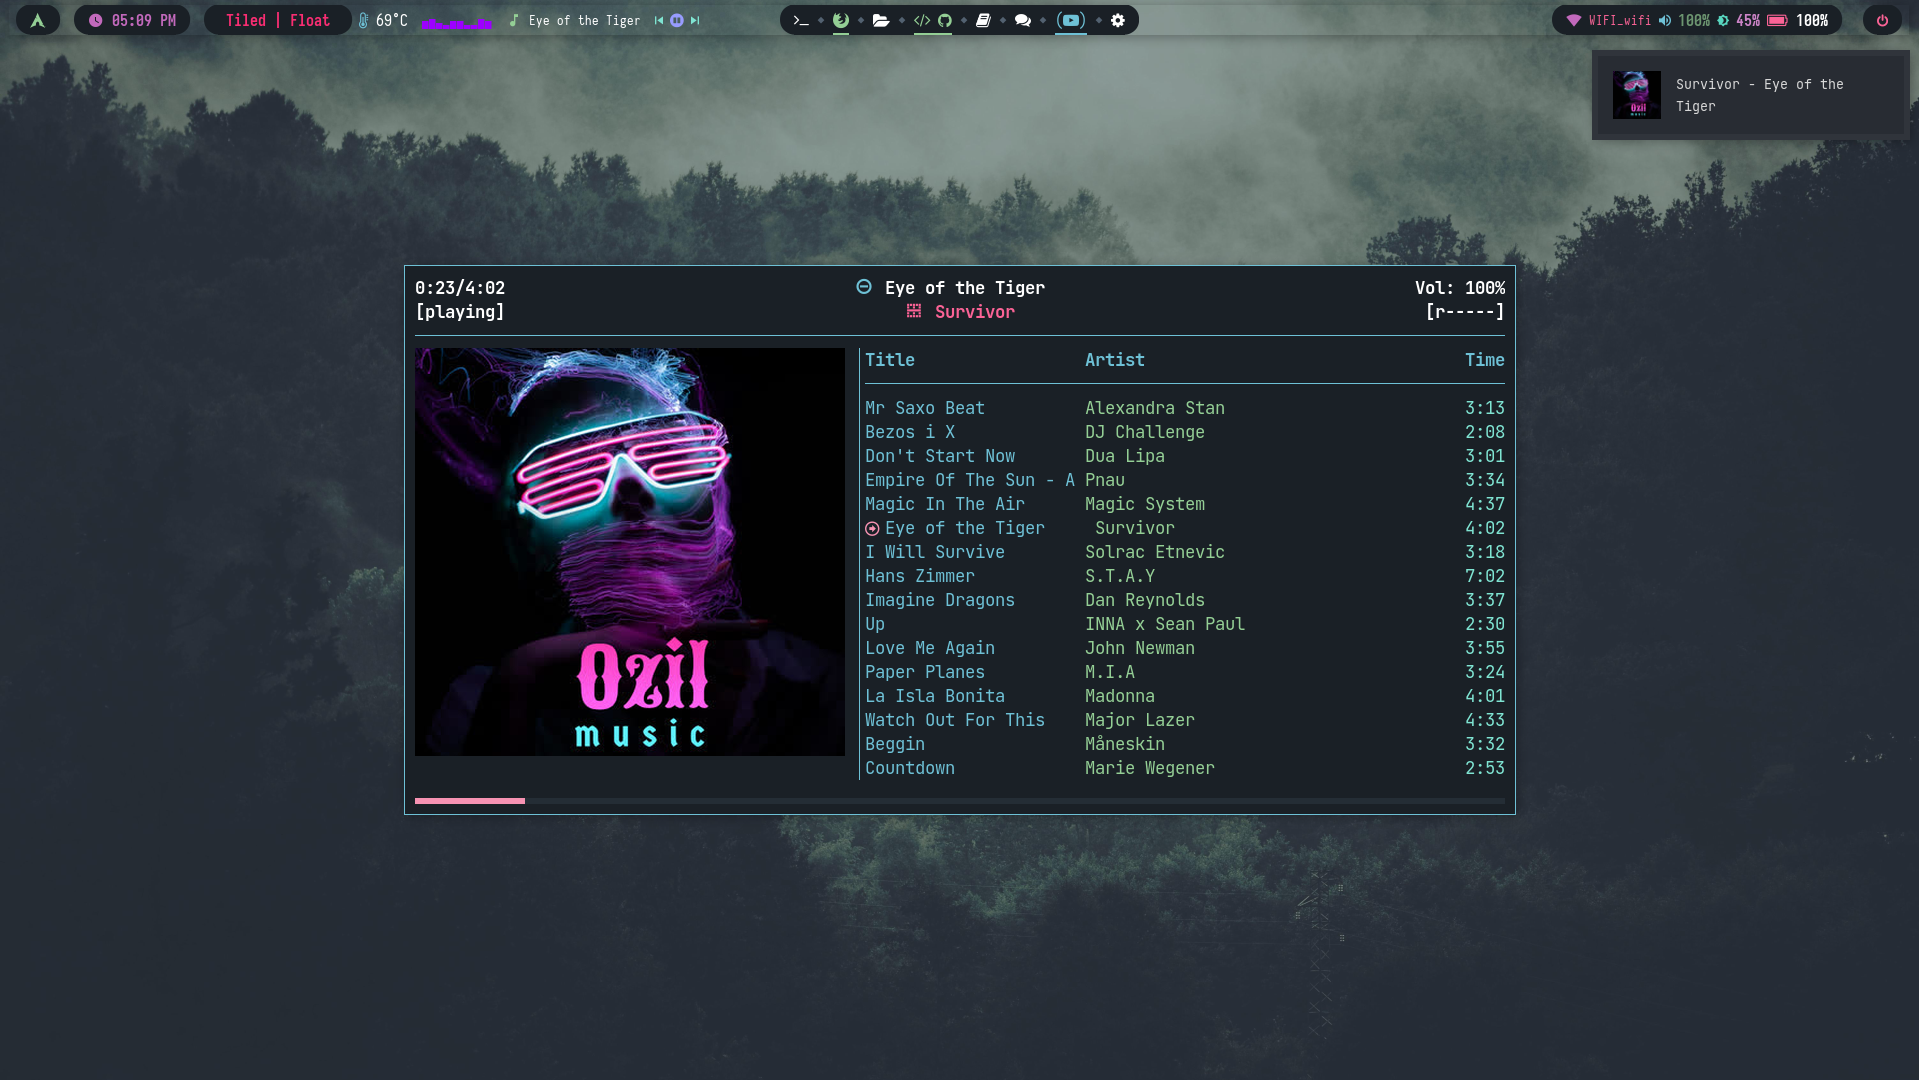 05:09 PM
Tiled | Float
69°C
Eye of the Tiger
WIFI_wifi
100%
45%
100%
Survivor - Eye of the
Tiger
0:23/4:02
Eye of the Tiger
Vol: 100%
[playing]
Survivor
[r-----]
Ozil
music
Title Artist Time
Mr Saxo Beat Alexandra Stan 3:13
Bezos i X DJ Challenge 2:08
Don't Start Now Dua Lipa 3:01
Empire Of The Sun - A Pnau 3:34
Magic In The Air Magic System 4:37
Eye of the Tiger Survivor 4:02
I Will Survive Solrac Etnevic 3:18
Hans Zimmer S.T.A.Y 7:02
Imagine Dragons Dan Reynolds 3:37
Up INNA x Sean Paul 2:30
Love Me Again John Newman 3:55
Paper Planes M.I.A 3:24
La Isla Bonita Madonna 4:01
Watch Out For This Major Lazer 4:33
Beggin Måneskin 3:32
Countdown Marie Wegener 2:53